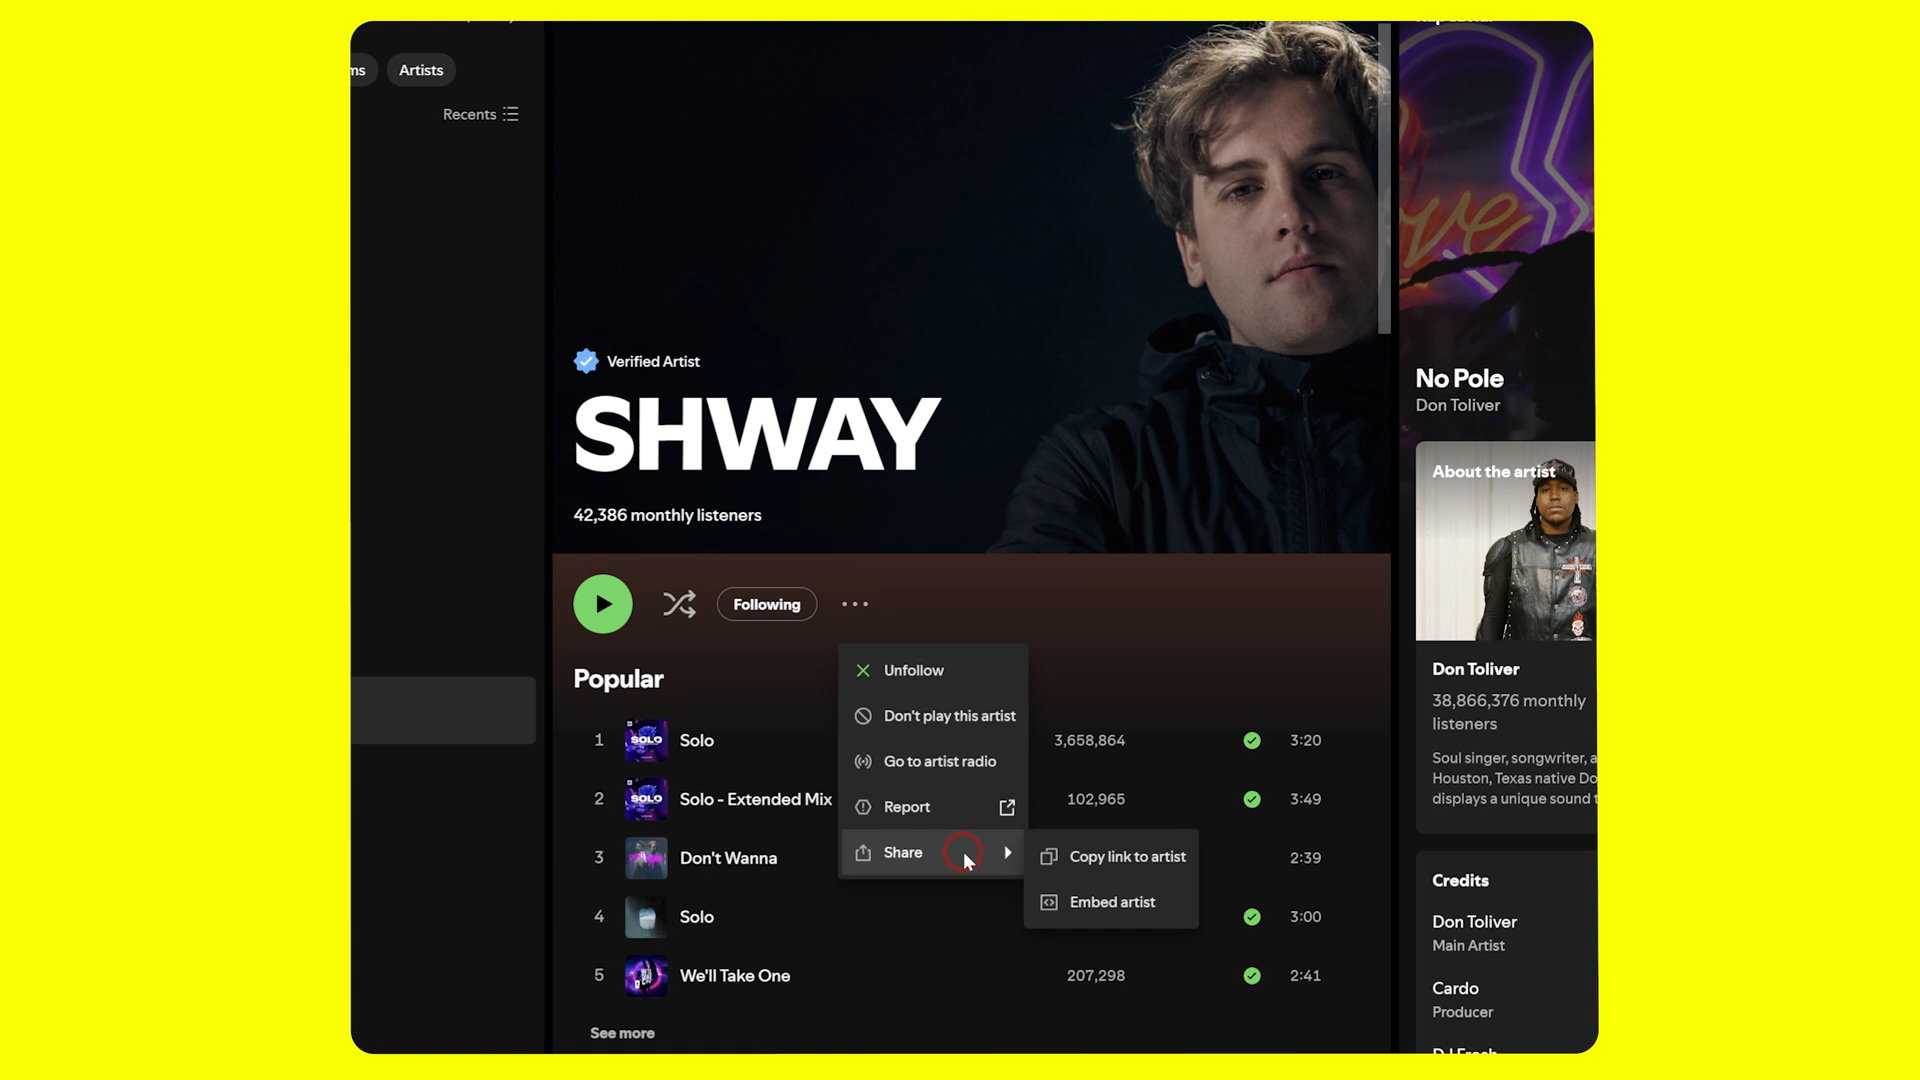 ms
Artists
Recents
Verified Artist
SHWAY
42,386 monthly listeners
Following
Popular
1
SOLO
Solo
3,658,864
3:20
2
SOLO
Solo - Extended Mix
102,965
3:49
3
Don't Wanna
2:39
4
Solo
3:00
5
We'll Take One
207,298
2:41
See more
Unfollow
Don't play this artist
Go to artist radio
Report
Share
Copy link to artist
Embed artist
No Pole
Don Toliver
About the artist
Don Toliver
38,866,376 monthly
listeners
Soul singer, songwriter, a
Houston, Texas native Do
displays a unique sound t
Credits
Don Toliver
Main Artist
Cardo
Producer